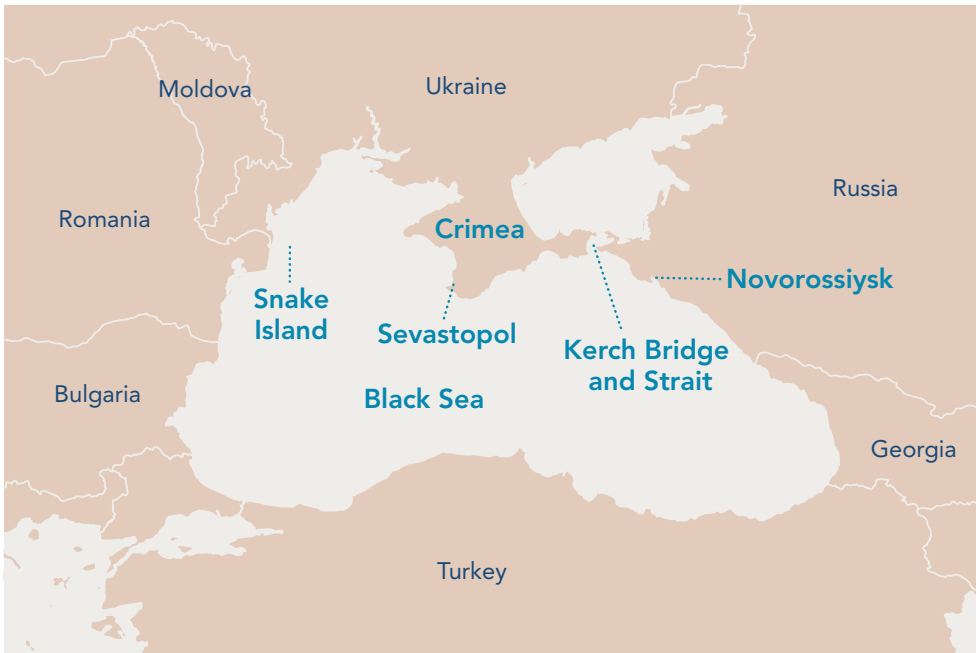 Moldova
Ukraine
Russia
Romania
Crimea
Novorossiysk
Snake
Island
Sevastopol
Kerch Bridge
and Strait
Bulgaria
Black Sea
Georgia
Turkey